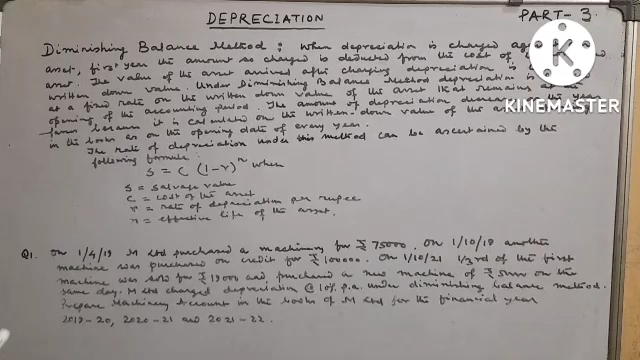 DEPRECIATION
PART- 3
Diminishing Balance Method : When depreciation is charged
asset, first year the amount so charged is deducted from the cost of
asset. The value of the asset arrived after charging depreciation is
written down value. Under Diminishing Balance Method depreciation is
at a fixed rate on the written down value of the asset that remains at the
opening of the accounting period. The amount of depreciation decreases year
because it is calculated on the written-down value of the asset
in the books as on the opening date of every year.
The rate of depreciation under this method can be ascertained by the
following formula
S = C (1-r)ⁿ when
S = Salvage value
C = Cost of the asset
r = rate of depreciation per rupee
n = effective life of the asset.
KINEMASTER
Q1. On 1/4/19 M Ltd purchased a machinery for ₹ 75000. On 1/10/19 another
machine was purchased on credit for ₹ 100000. On 1/10/21 1/3rd of the first
machine was sold for ₹ 19000 and purchased a new machine of on the
same day. M Ltd charged depreciation @ 10% p.a. under diminishing balance method.
Prepare Machinery Account in the books of M Ltd for the financial year
2019-20, 2020-21 and 2021-22.